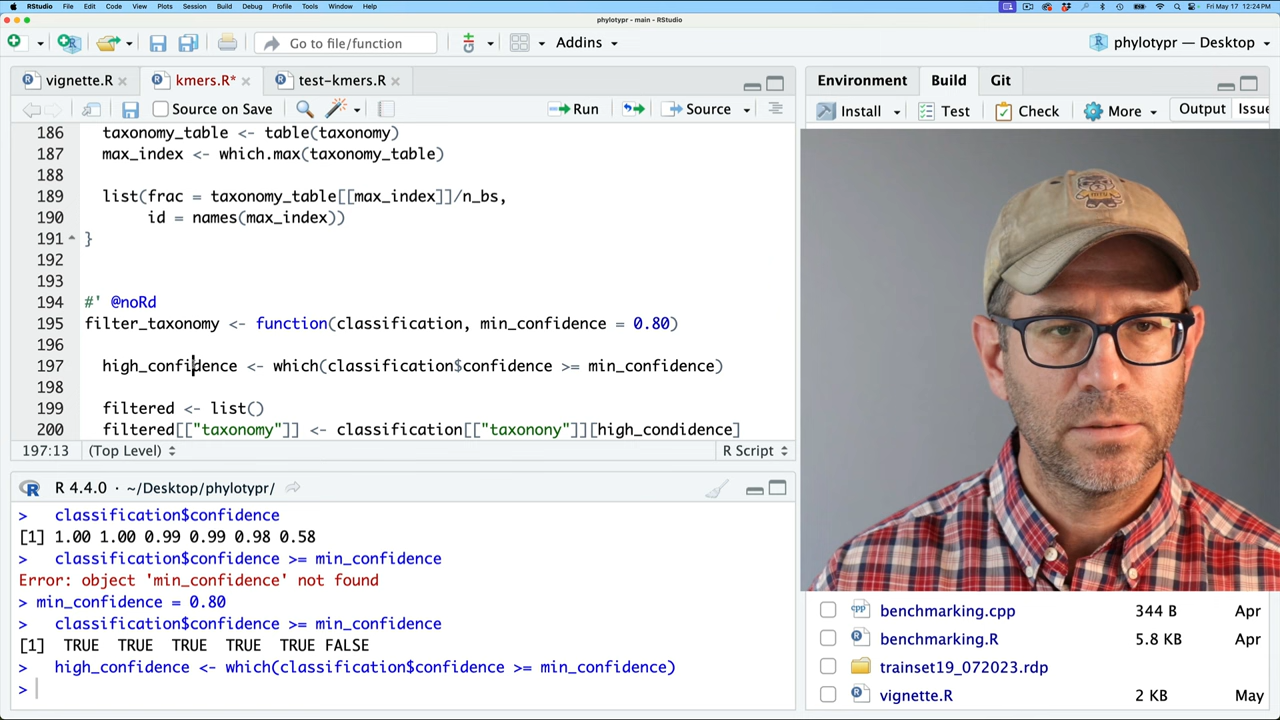 RStudio File Edit Code View Plots Session Build Debug Profile Tools Window Help Fri May 17 12:24 PM
phylotypr - main - RStudio
Go to file/function Addins phylotypr — Desktop
vignette.R kmers.R* test-kmers.R
Source on Save Run Source
186 taxonomy_table <- table(taxonomy)
187 max_index <- which.max(taxonomy_table)
188
189 list(frac = taxonomy_table[[max_index]]/n_bs,
190 id = names(max_index))
191 }
192
193
194 #' @noRd
195 filter_taxonomy <- function(classification, min_confidence = 0.80)
196
197 high_confidence <- which(classification$confidence >= min_confidence)
198
199 filtered <- list()
200 filtered[["taxonomy"]] <- classification[["taxonony"]][high_condidence]
197:13 (Top Level) R Script
R 4.4.0 · ~/Desktop/phylotypr/
> classification$confidence
[1] 1.00 1.00 0.99 0.99 0.98 0.58
> classification$confidence >= min_confidence
Error: object 'min_confidence' not found
> min_confidence = 0.80
> classification$confidence >= min_confidence
[1] TRUE TRUE TRUE TRUE TRUE FALSE
> high_confidence <- which(classification$confidence >= min_confidence)
>
Environment Build Git
Install Test Check More Output Issue
benchmarking.cpp 344 B Apr
benchmarking.R 5.8 KB Apr
trainset19_072023.rdp
vignette.R 2 KB May